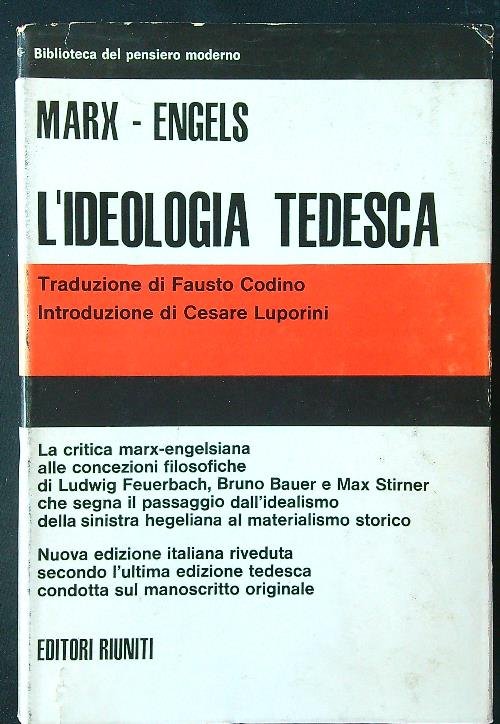 Biblioteca del pensiero moderno
MARX - ENGELS
L'IDEOLOGIA TEDESCA
Traduzione di Fausto Codino
Introduzione di Cesare Luporini
La critica marx-engelsiana
alle concezioni filosofiche
di Ludwig Feuerbach, Bruno Bauer e Max Stirner
che segna il passaggio dall'idealismo
della sinistra hegeliana al materialismo storico
Nuova edizione italiana riveduta
secondo l'ultima edizione tedesca
condotta sul manoscritto originale
EDITORI RIUNITI